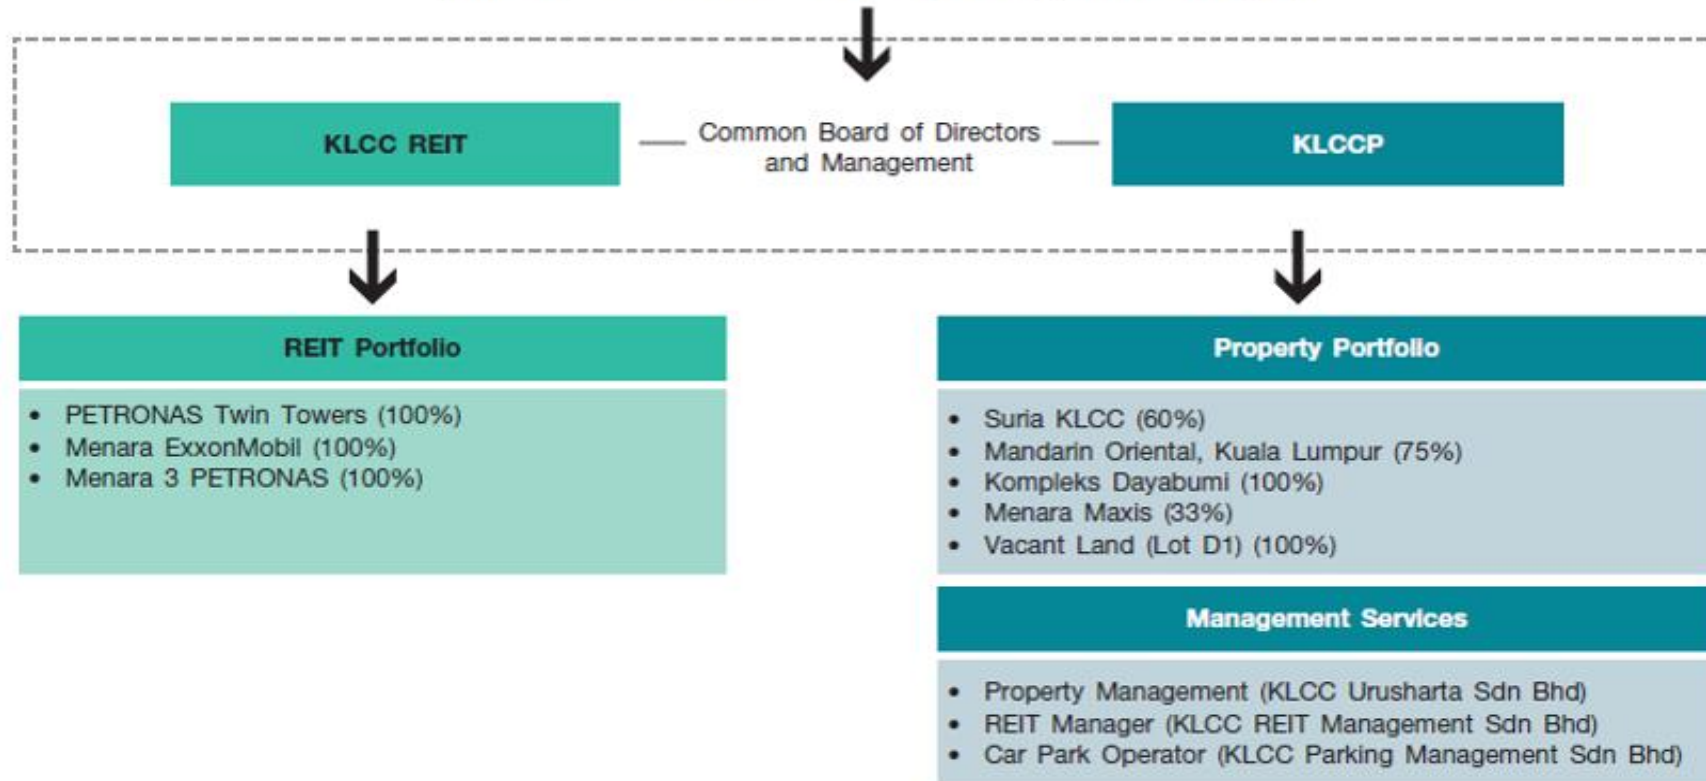 KLCC REIT
Common Board of Directors
and Management
KLCCP
REIT Portfolio
• PETRONAS Twin Towers (100%)
• Menara ExxonMobil (100%)
• Menara 3 PETRONAS (100%)
Property Portfolio
• Suria KLCC (60%)
• Mandarin Oriental, Kuala Lumpur (75%)
• Kompleks Dayabumi (100%)
• Menara Maxis (33%)
• Vacant Land (Lot D1) (100%)
Management Services
• Property Management (KLCC Urusharta Sdn Bhd)
• REIT Manager (KLCC REIT Management Sdn Bhd)
• Car Park Operator (KLCC Parking Management Sdn Bhd)